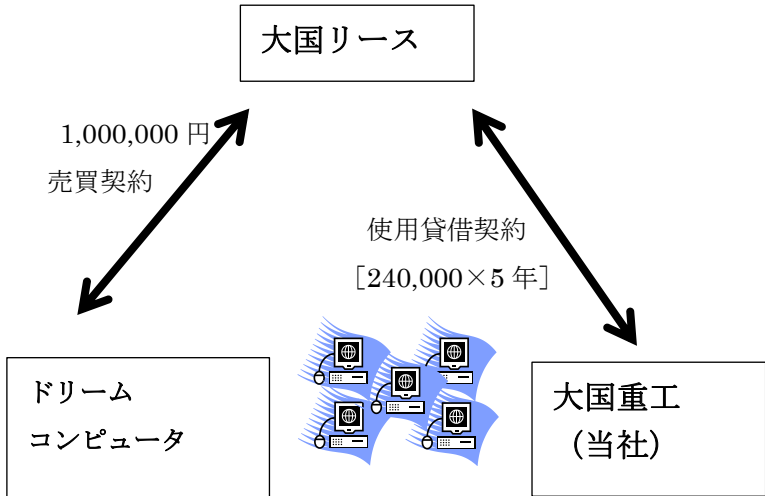 大国リース
1,000,000 円
売買契約
使用貸借契約
［240,000×5 年］
ドリーム
コンピュータ
大国重工
（当社）